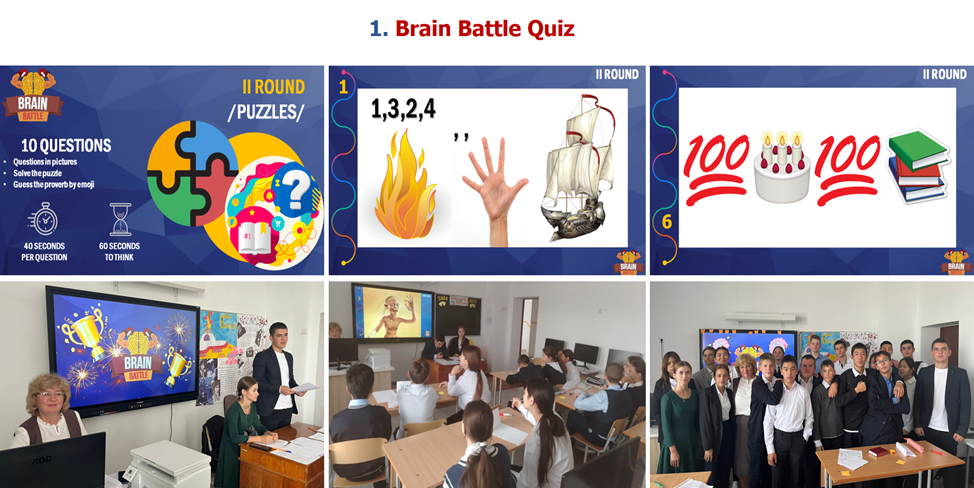 1. Brain Battle Quiz
BRAIN
BATTLE
II ROUND
/PUZZLES/
10 QUESTIONS
• Questions in pictures
• Solve the puzzle
• Guess the proverb by emoji
40 SECONDS
PER QUESTION
60 SECONDS
TO THINK
#1
?
II ROUND
1
1,3,2,4
, ,
BRAIN
II ROUND
100 100
6
BRAIN
BRAIN
BATTLE
AOC